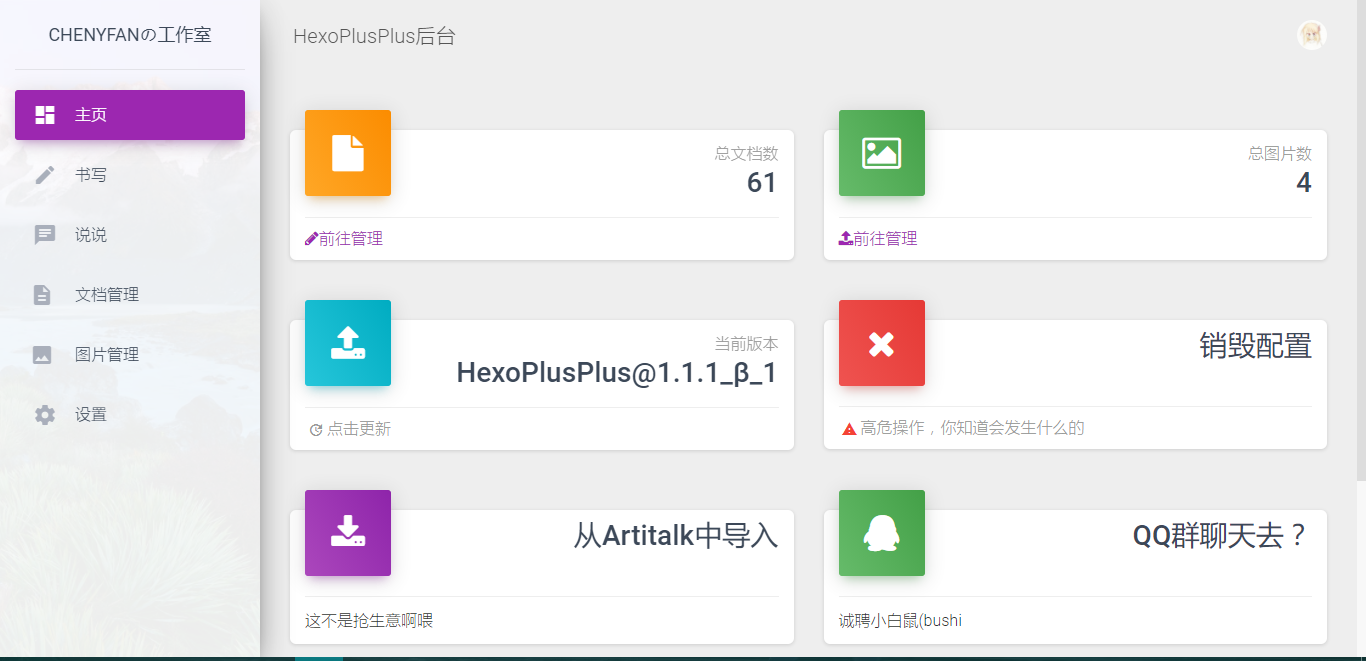 CHENYFANの工作室
HexoPlusPlus后台
主页
书写
说说
文档管理
图片管理
设置
总文档数
61
前往管理
总图片数
4
前往管理
当前版本
HexoPlusPlus@1.1.1_β_1
点击更新
销毁配置
高危操作，你知道会发生什么的
从Artitalk中导入
这不是抢生意啊喂
QQ群聊天去？
诚聘小白鼠(bushi